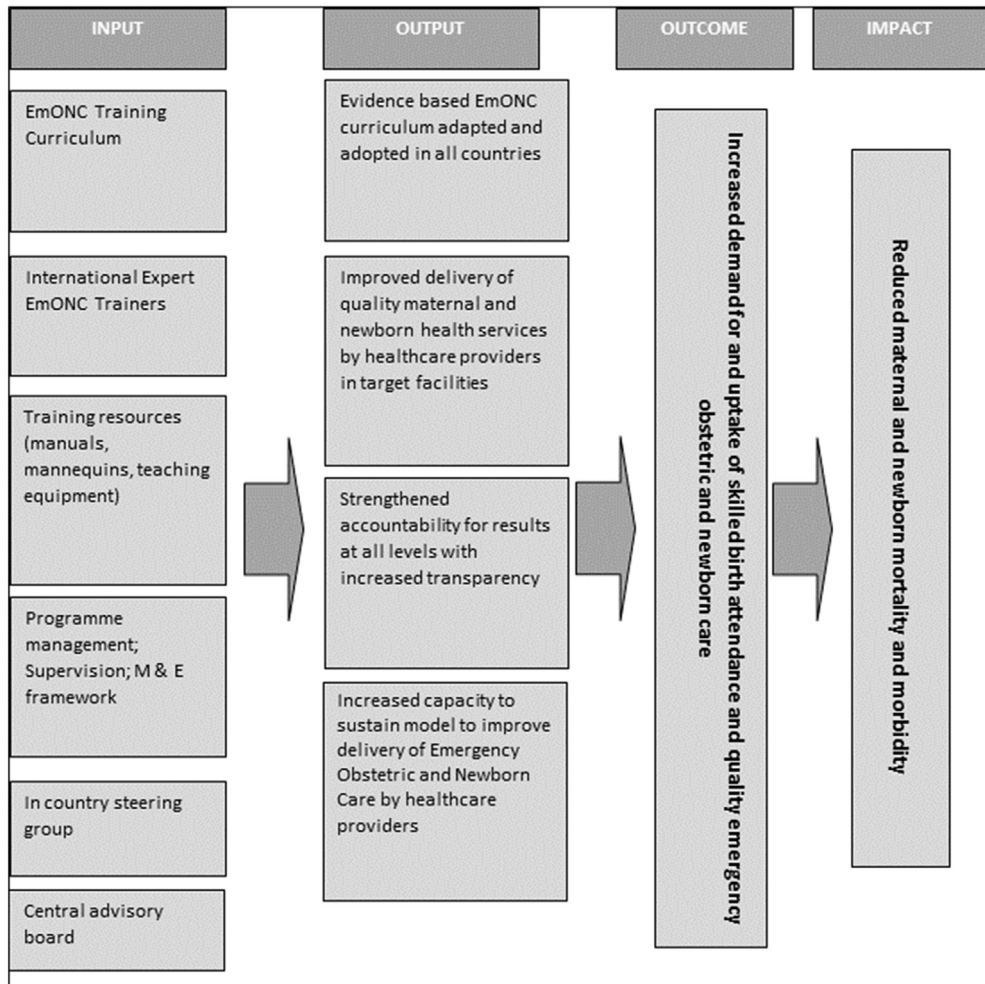 INPUT
EmONC Training
Curriculum
International Expert
EmONC Trainers
Training resources
(manuals,
mannequins, teaching
equipment)
Programme
management;
Supervision; M & E
framework
In country steering
group
Central advisory
board
OUTPUT
Evidence based EmONC
curriculum adapted and
adopted in all countries
Improved delivery of
quality maternal and
newborn health services
by healthcare providers
in target facilities
Strengthened
accountability for results
at all levels with
increased transparency
Increased capacity to
sustain model to improve
delivery of Emergency
Obstetric and Newborn
Care by healthcare
providers
OUTCOME
Increased demand for and uptake of skilled birth attendance and quality emergency
obstetric and newborn care
IMPACT
Reduced maternal and newborn mortality and morbidity